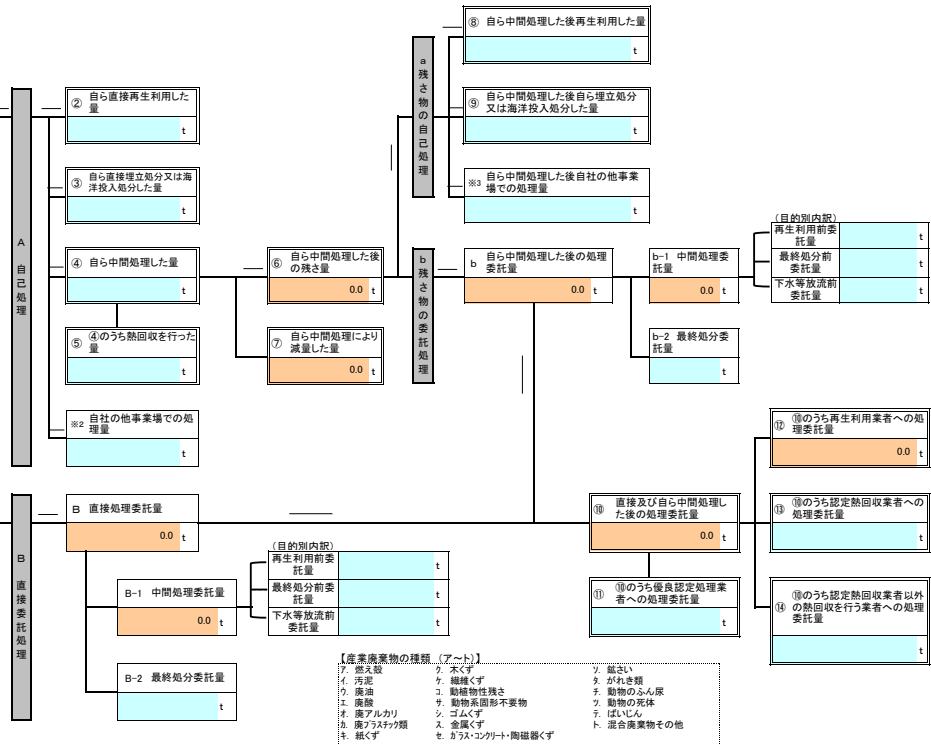 ⑧ 自ら中間処理した後再生利用した量
t
a 残さ物の自己処理
② 自ら直接再生利用した
量
t
⑨ 自ら中間処理した後自ら埋立処分
又は海洋投入処分した量
t
③ 自ら直接埋立処分又は海
洋投入処分した量
t
※3 自ら中間処理した後自社の他事業
場での処理量
t
A 自己処理
④ 自ら中間処理した量
t
⑥ 自ら中間処理した後
の残さ量
0.0 t
b 残さ物の委託処理
b 自ら中間処理した後の処理
委託量
0.0 t
b-1 中間処理委
託量
0.0 t
(目的別内訳)
再生利用前委
託量
t
最終処分前
委託量
t
下水等放流前
委託量
t
⑤ ④のうち熱回収を行った
量
t
⑦ 自ら中間処理により
減量した量
0.0 t
b-2 最終処分委
託量
t
※2 自社の他事業場での処
理量
t
⑫ ⑩のうち再生利用業者への処
理委託量
0.0 t
B 直接委託処理
B 直接処理委託量
0.0 t
⑩ 直接及び自ら中間処理し
た後の処理委託量
0.0 t
⑬ ⑩のうち認定熱回収業者への
処理委託量
t
(目的別内訳)
再生利用前委
託量
t
最終処分前委
託量
t
下水等放流前
委託量
t
B-1 中間処理委託量
0.0 t
⑪ ⑩のうち優良認定処理業
者への処理委託量
t
⑭ ⑩のうち認定熱回収業者以外
の熱回収を行う業者への処理
委託量
t
B-2 最終処分委託量
t
【産業廃棄物の種類 (ア～ト)】
ア. 燃え殻 ク. 木くず ソ. 鉱さい
イ. 汚泥 ケ. 繊維くず タ. がれき類
ウ. 廃油 コ. 動植物性残さ チ. 動物のふん尿
エ. 廃酸 サ. 動物系固形不要物 ツ. 動物の死体
オ. 廃アルカリ シ. ゴムくず テ. ばいじん
カ. 廃プラスチック類 ス. 金属くず ト. 混合廃棄物その他
キ. 紙くず セ. ガラス・コンクリート・陶磁器くず